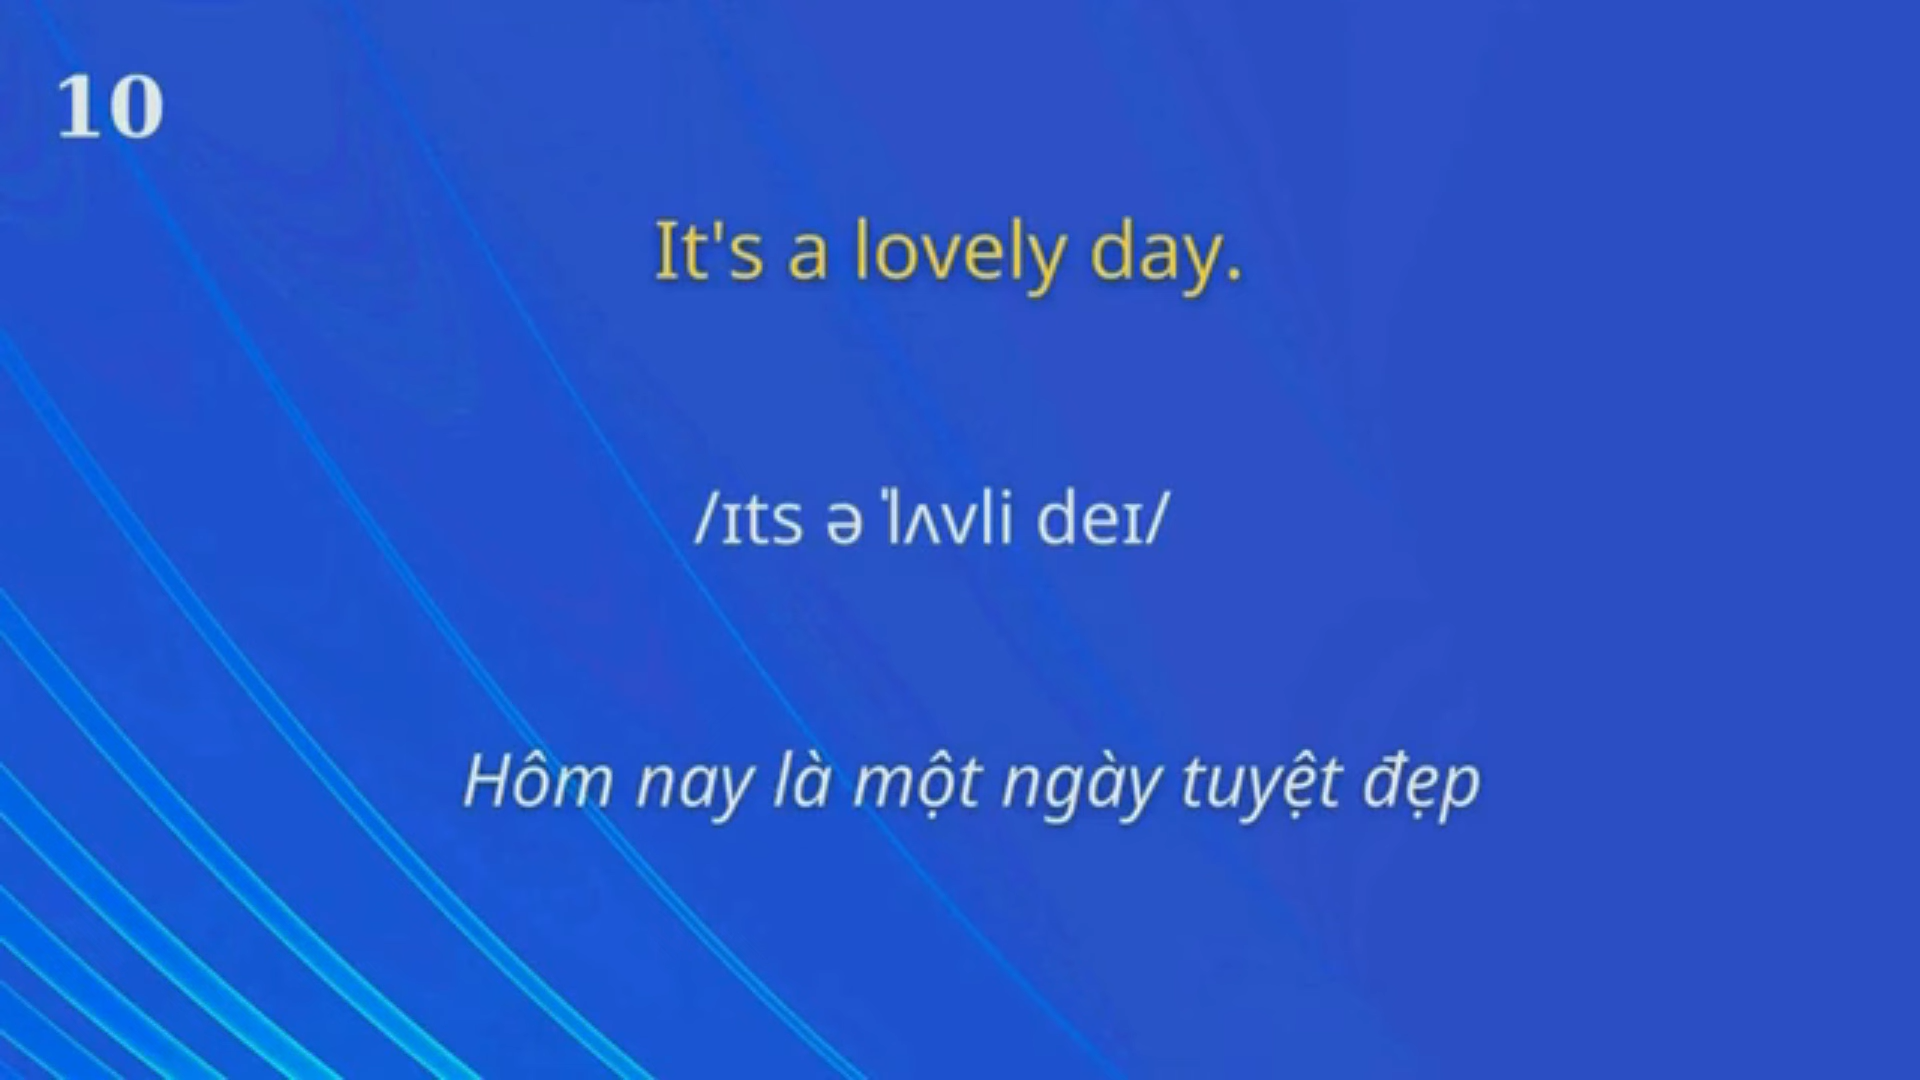 10
It's a lovely day.
/ɪts ə ˈlʌvli deɪ/
Hôm nay là một ngày tuyệt đẹp